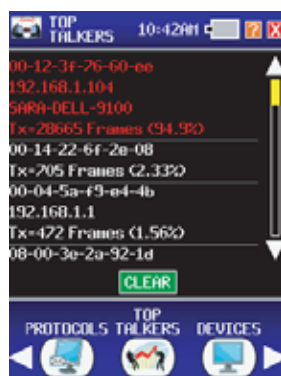 TOP
TALKERS
10:42AM
?
X
00-12-3f-76-60-ee
192.168.1.104
SARA-DELL-9100
Tx=28665 Frames (94.9%)
00-14-22-6f-2e-08
Tx=705 Frames (2.33%)
00-04-5a-f9-e4-4b
192.168.1.1
Tx=472 Frames (1.56%)
08-00-3e-2a-92-1d
CLEAR
PROTOCOLS
TOP
TALKERS
DEVICES